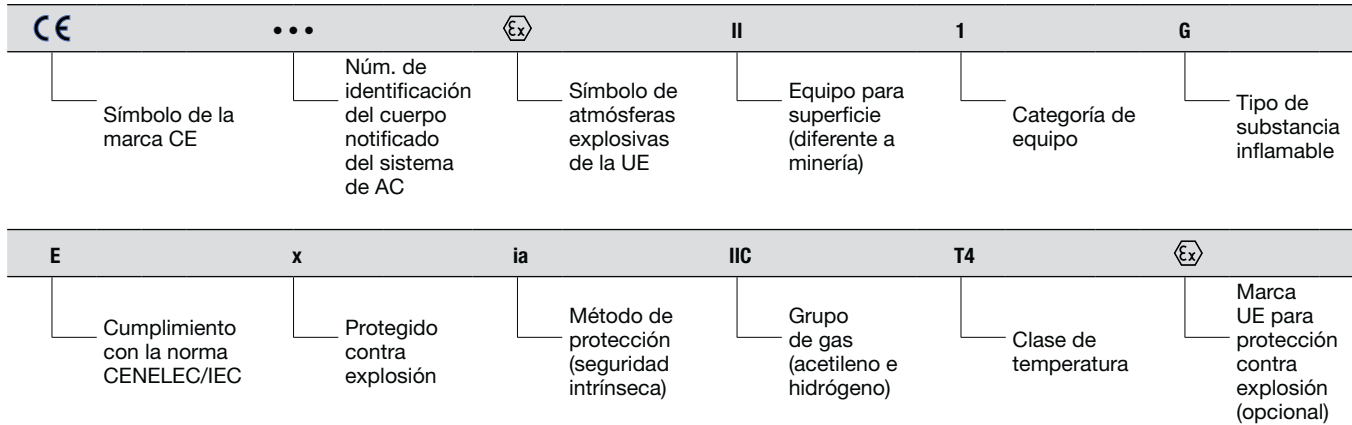 CE ••• Ex II 1 G
Símbolo de la
marca CE
Núm. de
identificación
del cuerpo
notificado
del sistema
de AC
Símbolo de
atmósferas
explosivas
de la UE
Equipo para
superficie
(diferente a
minería)
Categoría de
equipo
Tipo de
substancia
inflamable
E x ia IIC T4 Ex
Cumplimiento
con la norma
CENELEC/IEC
Protegido
contra
explosión
Método de
protección
(seguridad
intrínseca)
Grupo
de gas
(acetileno e
hidrógeno)
Clase de
temperatura
Marca
UE para
protección
contra
explosión
(opcional)